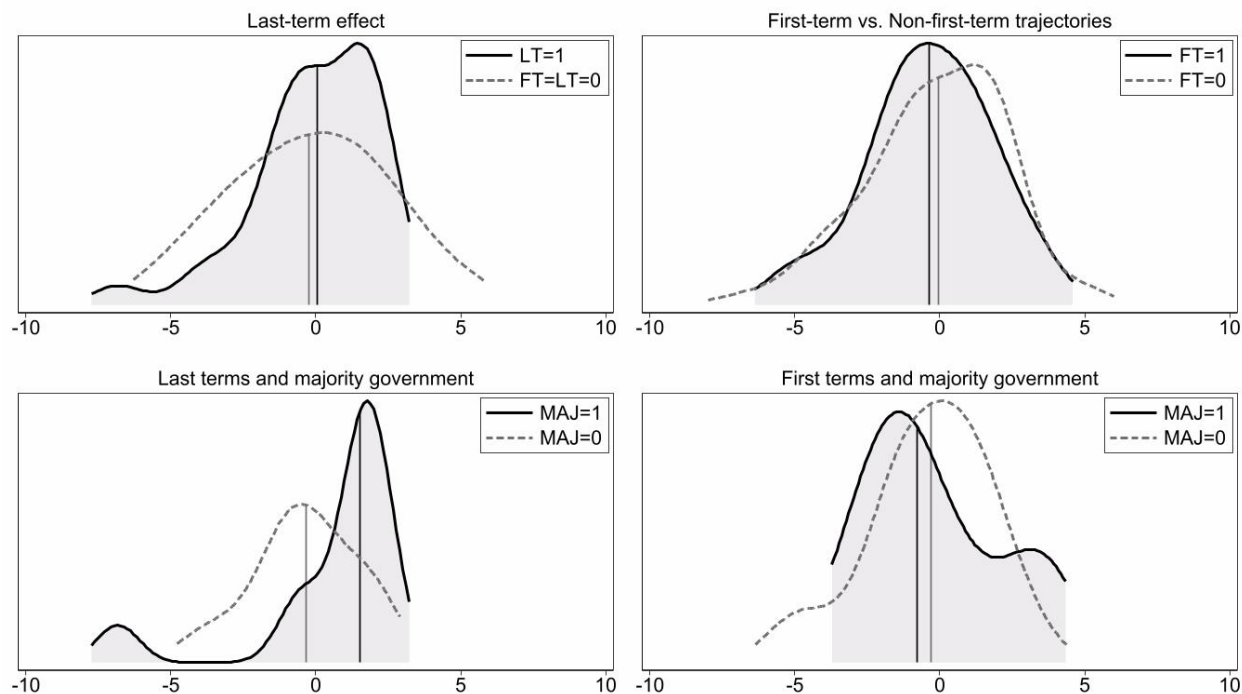 Last-term effect
LT=1
FT=LT=0
-10 -5 0 5 10
First-term vs. Non-first-term trajectories
FT=1
FT=0
-10 -5 0 5 10
Last terms and majority government
MAJ=1
MAJ=0
-10 -5 0 5 10
First terms and majority government
MAJ=1
MAJ=0
-10 -5 0 5 10